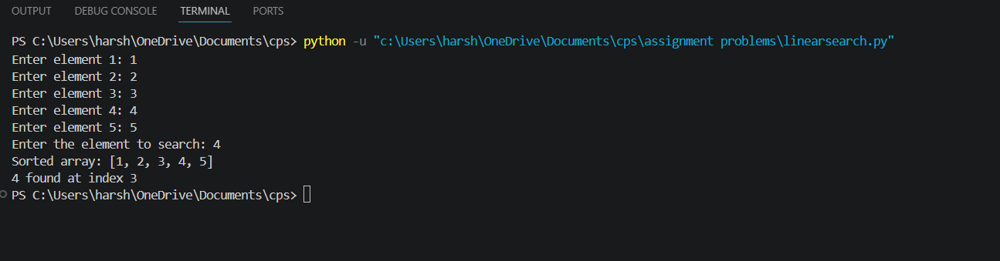 OUTPUT DEBUG CONSOLE TERMINAL PORTS
PS C:\Users\harsh\OneDrive\Documents\cps> python -u "c:\Users\harsh\OneDrive\Documents\cps\assignment problems\linearsearch.py"
Enter element 1: 1
Enter element 2: 2
Enter element 3: 3
Enter element 4: 4
Enter element 5: 5
Enter the element to search: 4
Sorted array: [1, 2, 3, 4, 5]
4 found at index 3
PS C:\Users\harsh\OneDrive\Documents\cps>